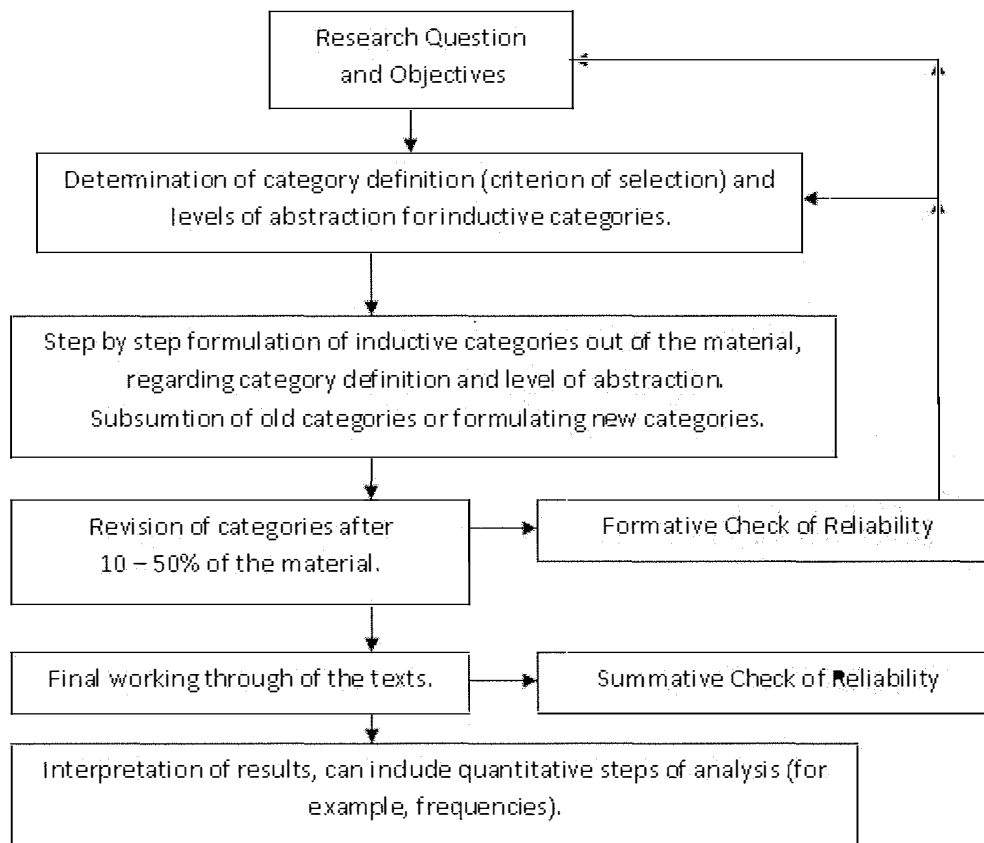 Research Question
and Objectives
Determination of category definition (criterion of selection) and
levels of abstraction for inductive categories.
Step by step formulation of inductive categories out of the material,
regarding category definition and level of abstraction.
Subsumtion of old categories or formulating new categories.
Revision of categories after
10 – 50% of the material.
Formative Check of Reliability
Final working through of the texts.
Summative Check of Reliability
Interpretation of results, can include quantitative steps of analysis (for
example, frequencies).